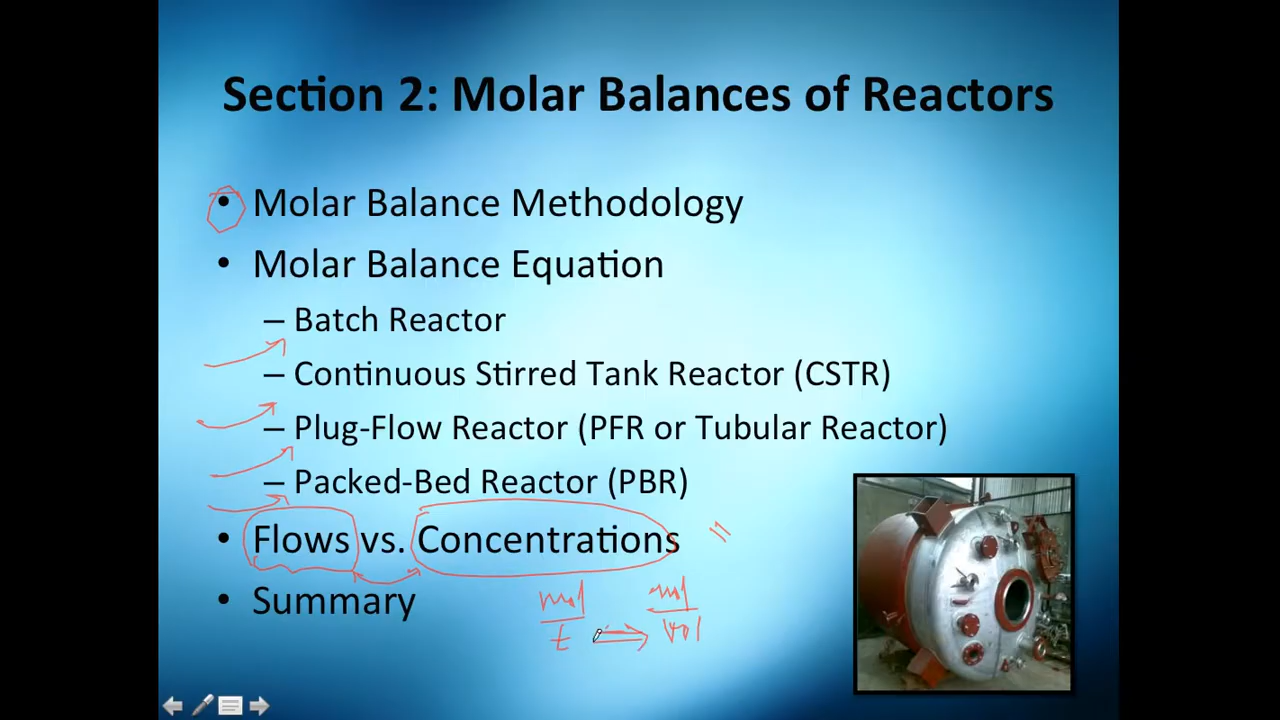 Section 2: Molar Balances of Reactors
• Molar Balance Methodology
• Molar Balance Equation
– Batch Reactor
– Continuous Stirred Tank Reactor (CSTR)
– Plug-Flow Reactor (PFR or Tubular Reactor)
– Packed-Bed Reactor (PBR)
• Flows vs. Concentrations
• Summary
mol mol
t vol